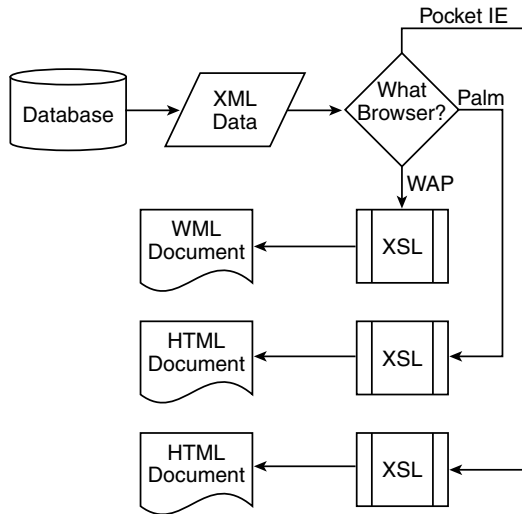 Pocket IE
Database
XML
Data
What
Browser?
Palm
WAP
WML
Document
XSL
HTML
Document
XSL
HTML
Document
XSL